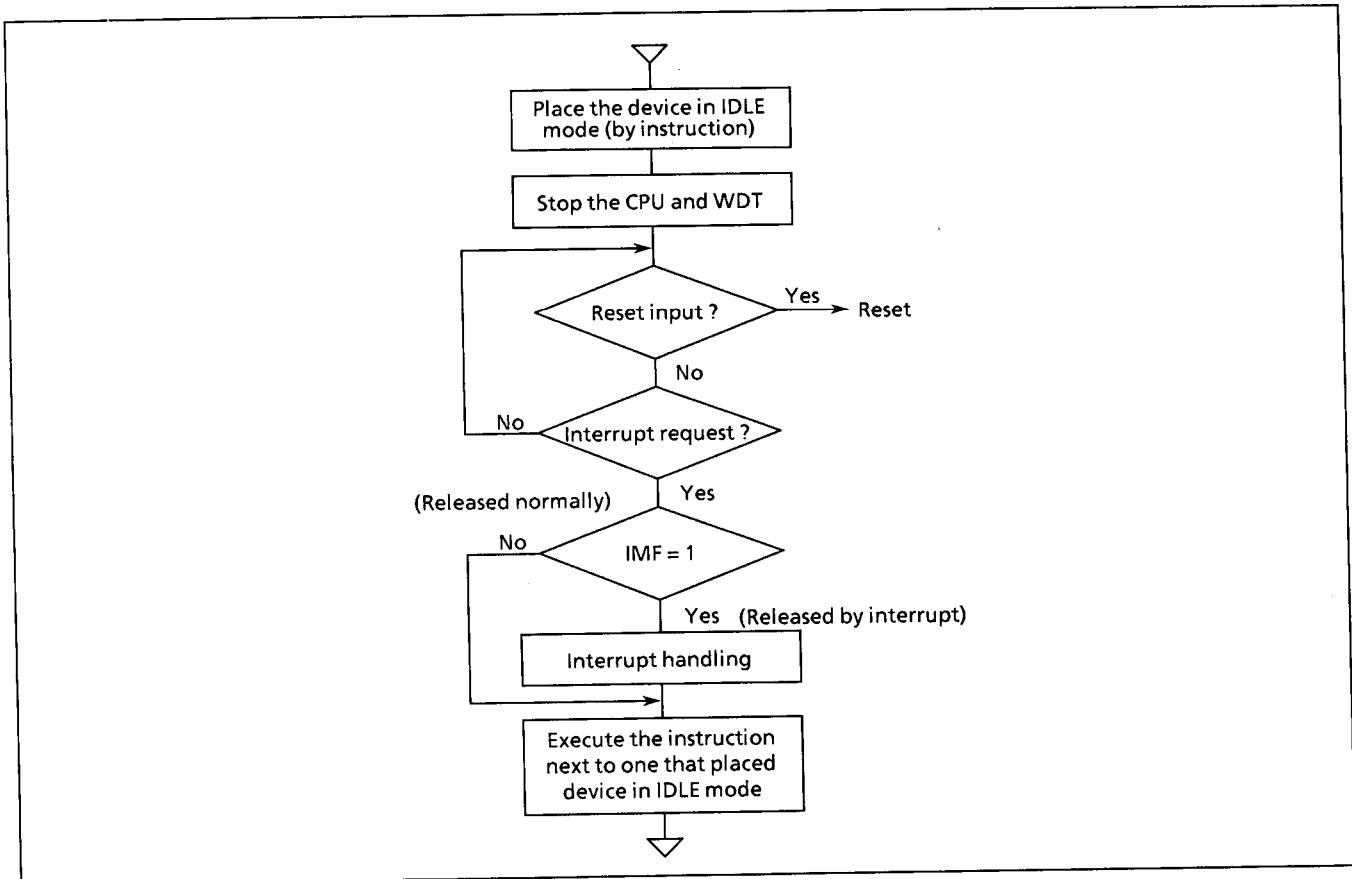 Place the device in IDLE
mode (by instruction)
Stop the CPU and WDT
Reset input ?
Yes
Reset
No
Interrupt request ?
No
Yes
(Released normally)
IMF = 1
No
Yes (Released by interrupt)
Interrupt handling
Execute the instruction
next to one that placed
device in IDLE mode